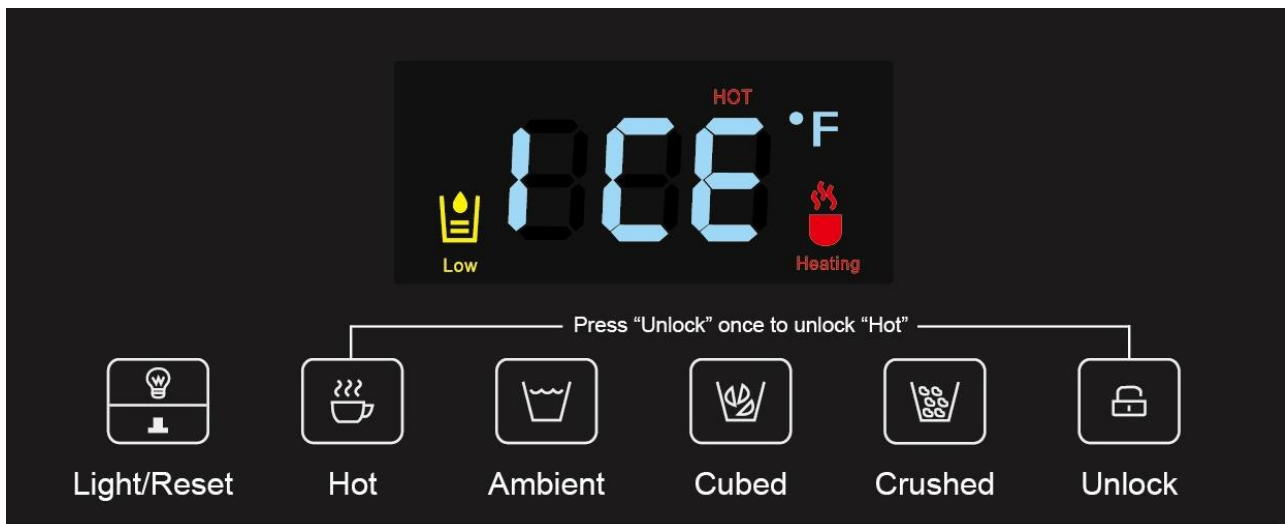 HOT
ICE °F
Low
Heating
Press “Unlock” once to unlock “Hot”
Light/Reset
Hot
Ambient
Cubed
Crushed
Unlock